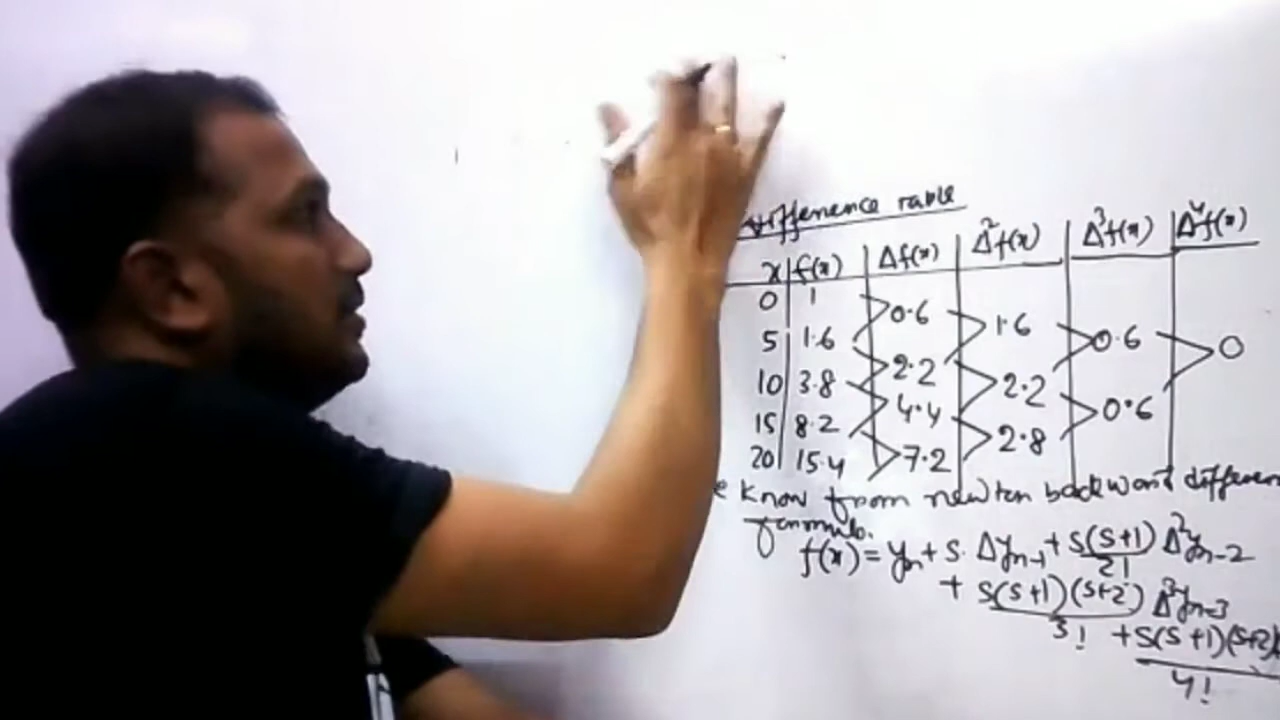 difference table
x f(x) Δf(x) Δ²f(x) Δ³f(x) Δ⁴f(x)
0 1
0.6
5 1.6 1.6
2.2 0.6
10 3.8 2.2 0
4.4 0.6
15 8.2 2.8
7.2
20 15.4
e know from newton backward differen
formula.
f(x) = yn + s. Δyn-1 + s(s+1)/2! Δ²yn-2
+ s(s+1)(s+2)/3! Δ³yn-3
+ s(s+1)(s+2)/4!